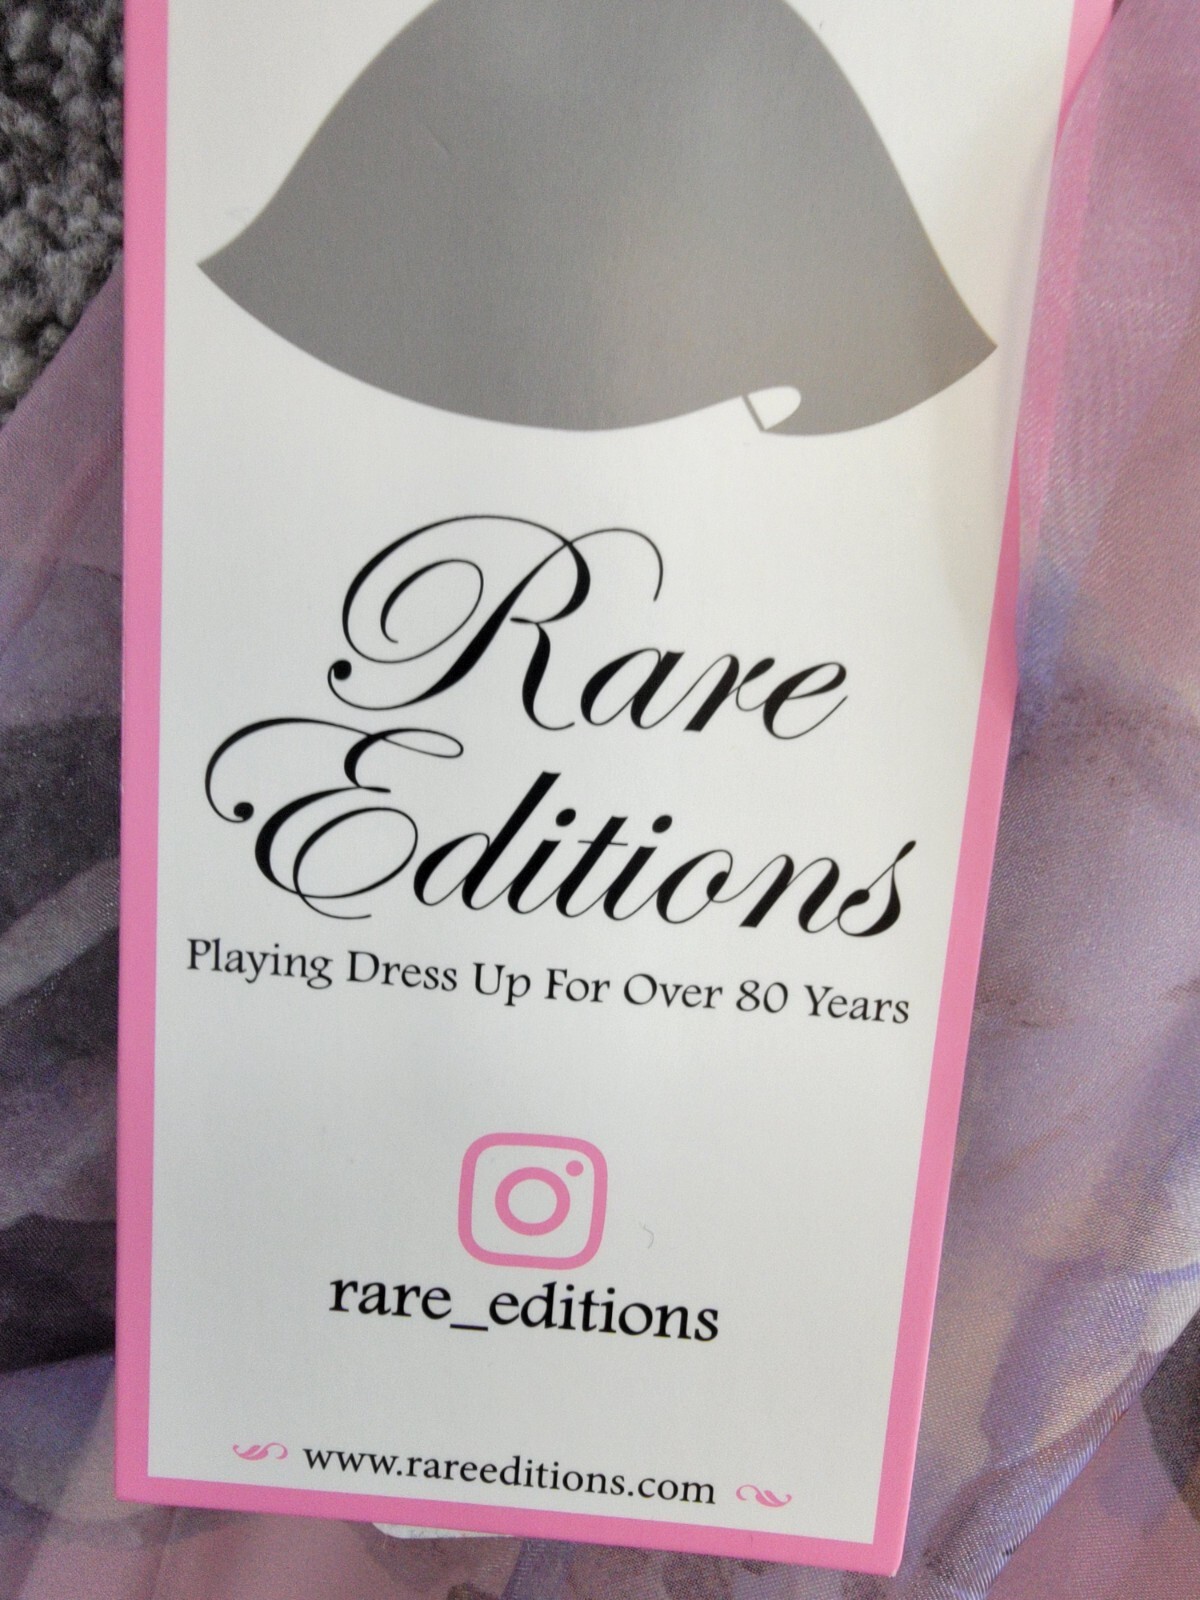 Rare
Editions
Playing Dress Up For Over 80 Years
rare_editions
www.rareeditions.com